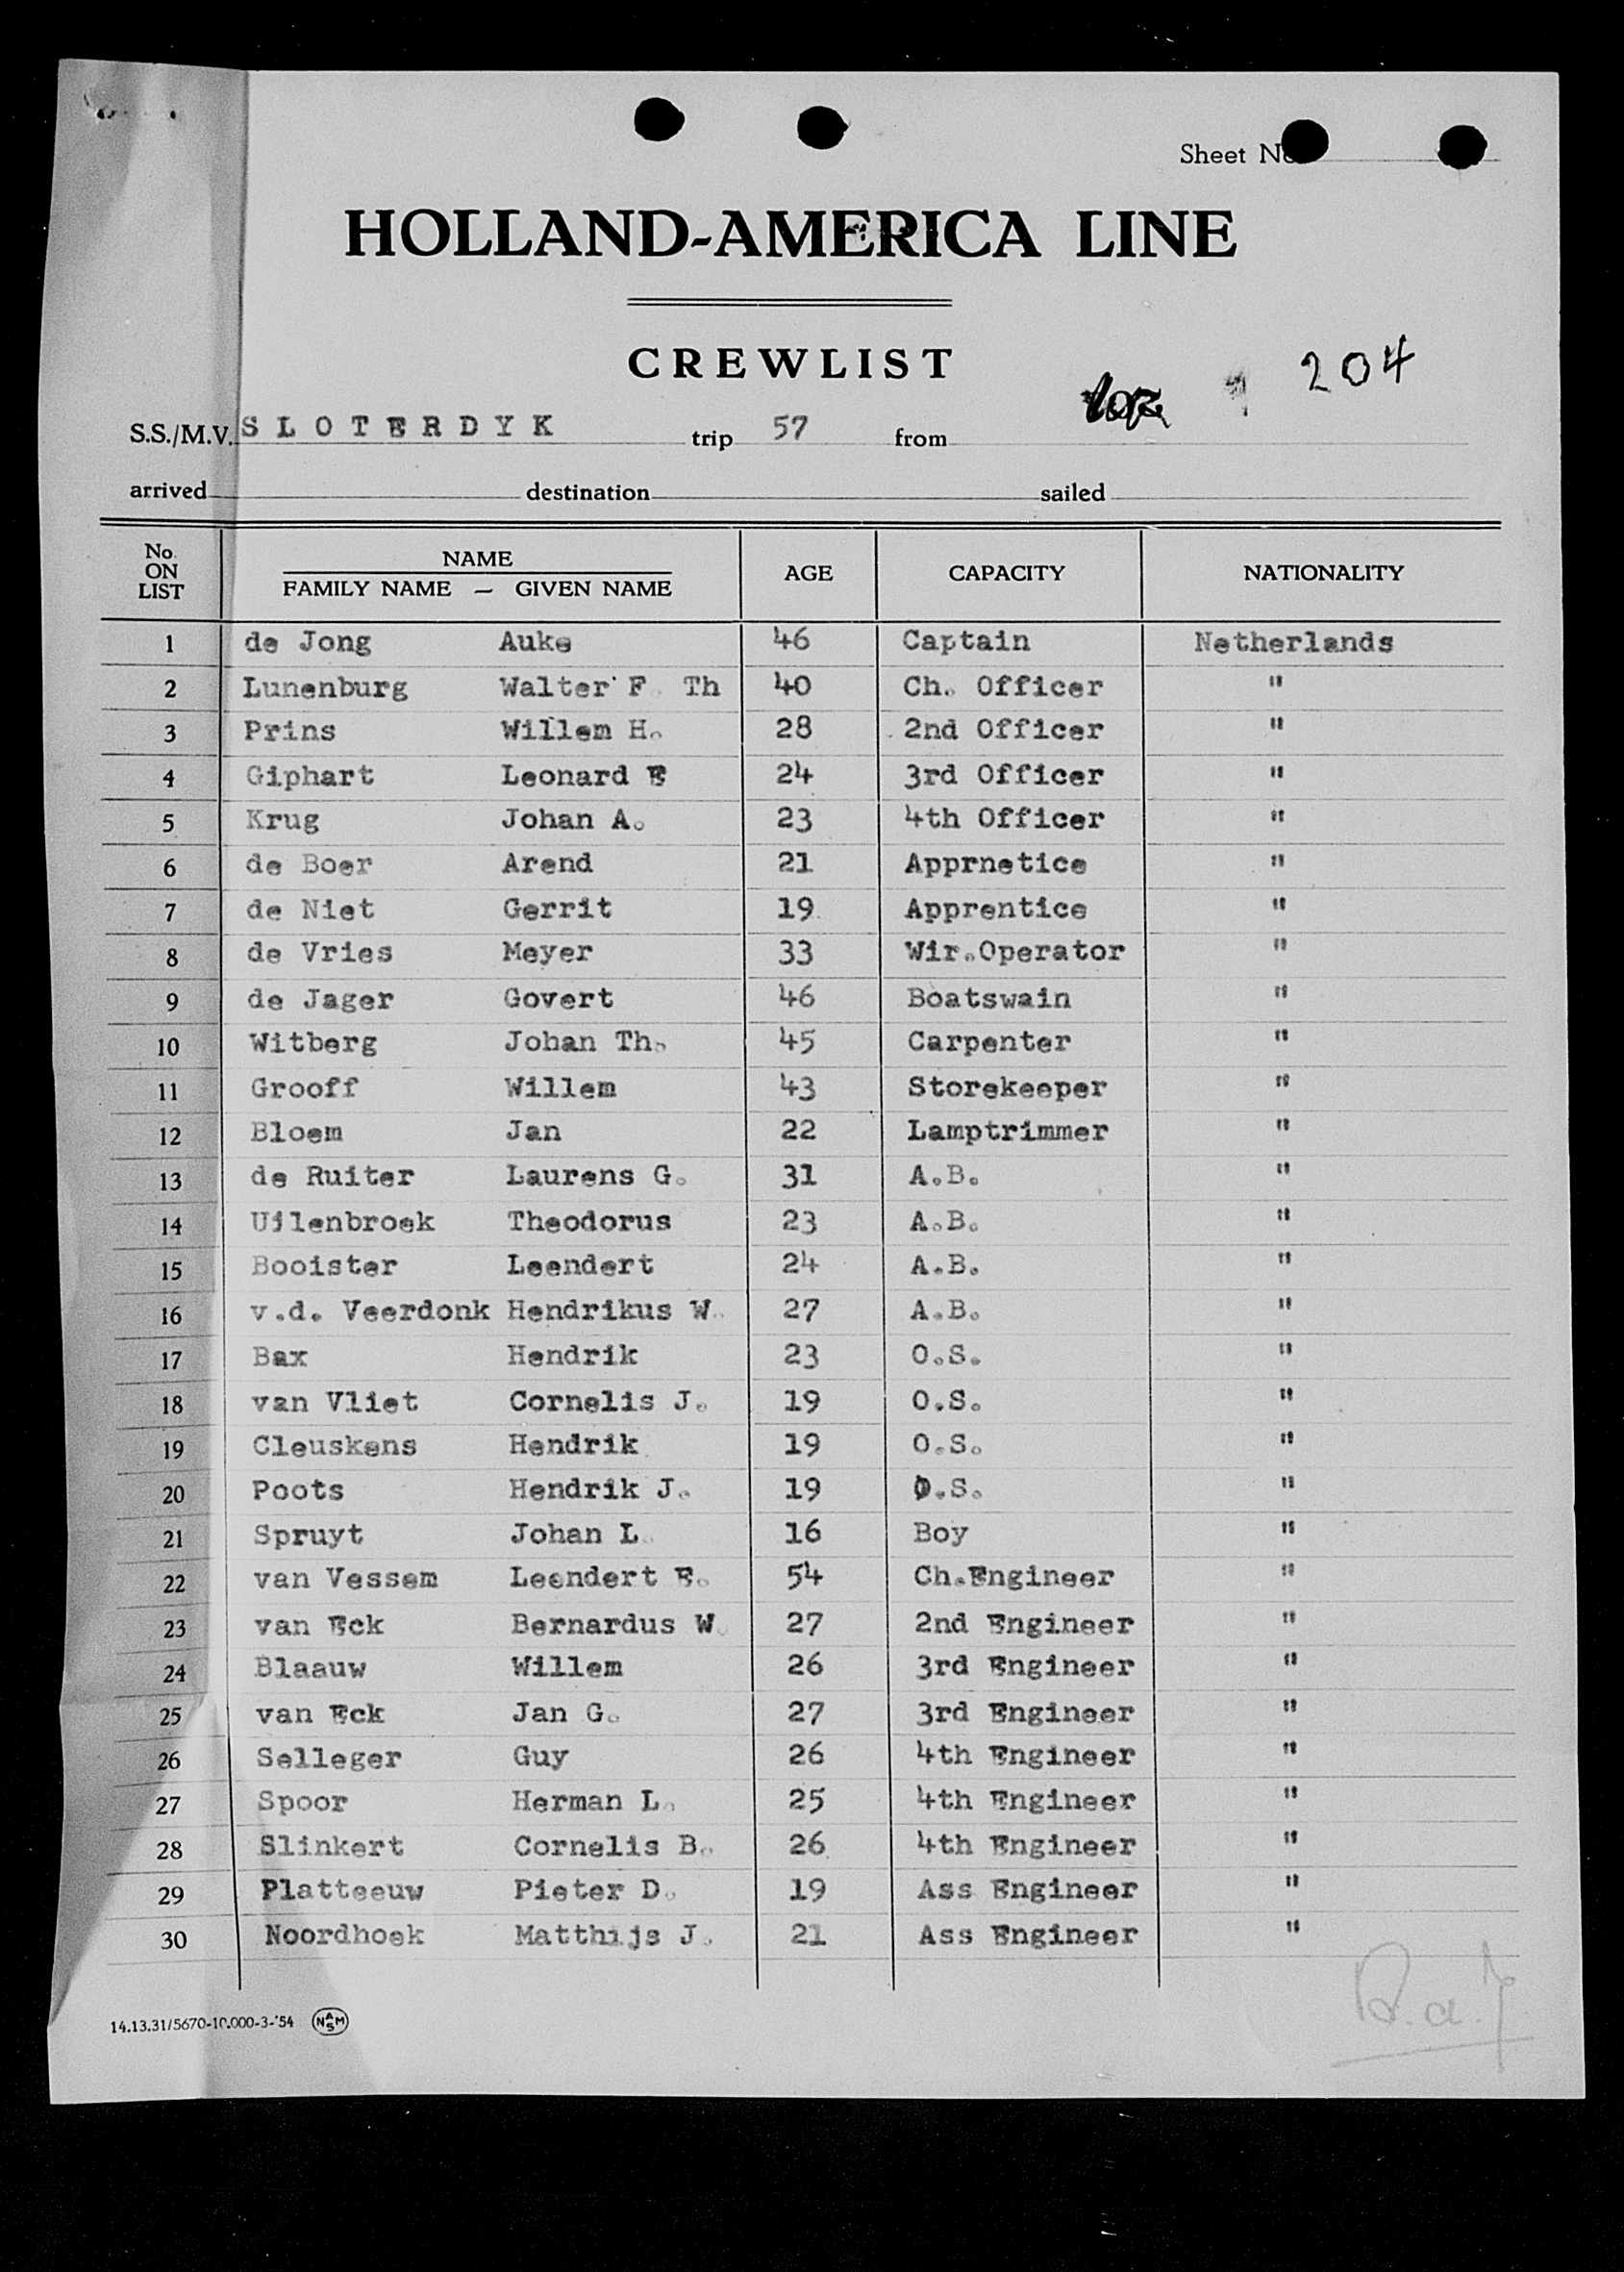 Sheet No
HOLLAND-AMERICA LINE
CREWLIST
204
S.S./M.V. SLOTERDYK trip 57 from
arrived destination sailed
No. ON LIST NAME FAMILY NAME — GIVEN NAME AGE CAPACITY NATIONALITY
1 de Jong Auke 46 Captain Netherlands
2 Lunenburg Walter F. Th 40 Ch. Officer "
3 Prins Willem H. 28 2nd Officer "
4 Giphart Leonard E 24 3rd Officer "
5 Krug Johan A. 23 4th Officer "
6 de Boer Arend 21 Apprnetice "
7 de Niet Gerrit 19 Apprentice "
8 de Vries Meyer 33 Wir.Operator "
9 de Jager Govert 46 Boatswain "
10 Witberg Johan Th. 45 Carpenter "
11 Grooff Willem 43 Storekeeper "
12 Bloem Jan 22 Lamptrimmer "
13 de Ruiter Laurens G. 31 A.B. "
14 Uilenbroek Theodorus 23 A.B. "
15 Booister Leendert 24 A.B. "
16 v.d. Veerdonk Hendrikus W. 27 A.B. "
17 Bax Hendrik 23 O.S. "
18 van Vliet Cornelis J. 19 O.S. "
19 Cleuskens Hendrik 19 O.S. "
20 Poots Hendrik J. 19 O.S. "
21 Spruyt Johan L. 16 Boy "
22 van Vessem Leendert E. 54 Ch.Engineer "
23 van Eck Bernardus W. 27 2nd Engineer "
24 Blaauw Willem 26 3rd Engineer "
25 van Eck Jan G. 27 3rd Engineer "
26 Selleger Guy 26 4th Engineer "
27 Spoor Herman L. 25 4th Engineer "
28 Slinkert Cornelis B. 26 4th Engineer "
29 Platteeuw Pieter D. 19 Ass Engineer "
30 Noordhoek Matthijs J. 21 Ass Engineer "
14.13.31/5670-10.000-3-'54 NASM